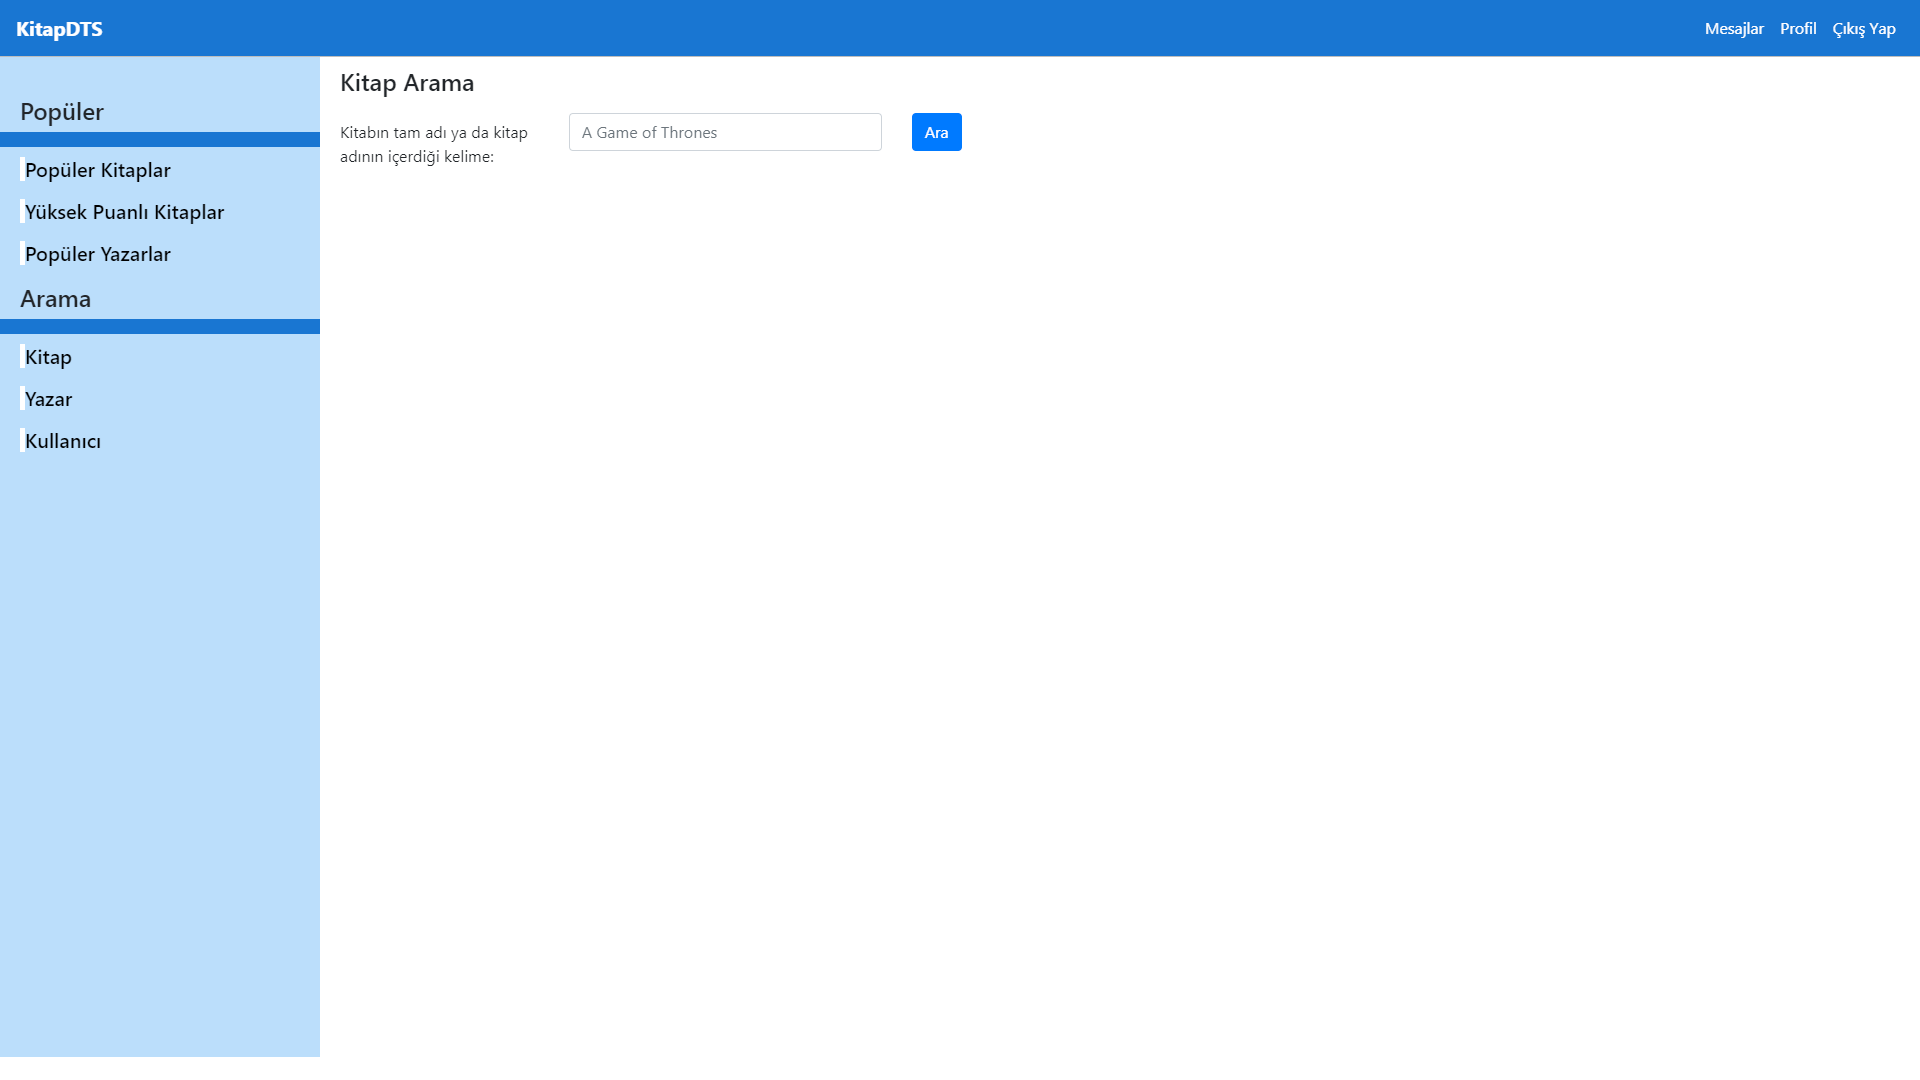 KitapDTS
Mesajlar Profil Çıkış Yap
Popüler
Popüler Kitaplar
Yüksek Puanlı Kitaplar
Popüler Yazarlar
Arama
Kitap
Yazar
Kullanıcı
Kitap Arama
Kitabın tam adı ya da kitap
adının içerdiği kelime:
A Game of Thrones
Ara